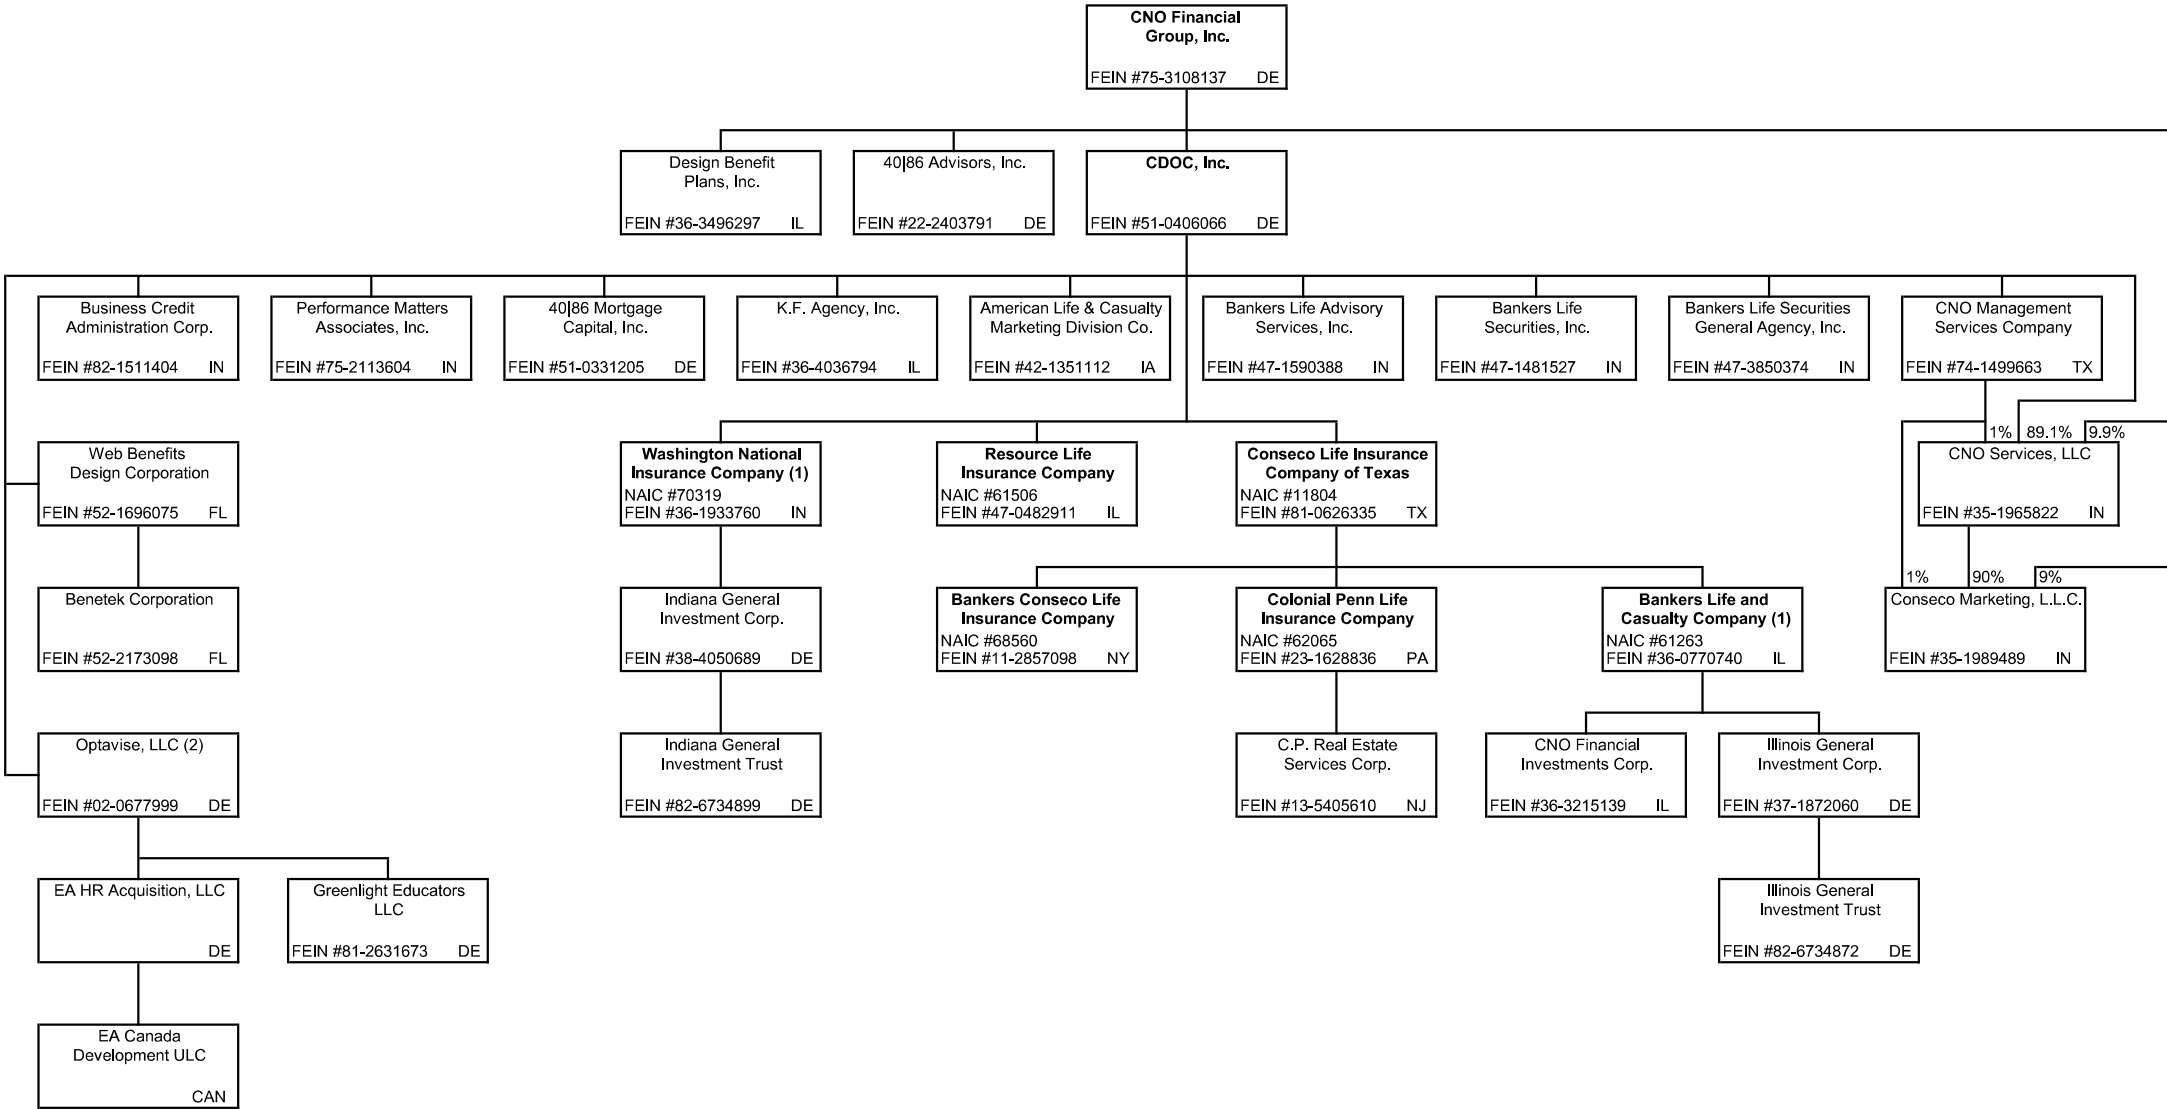 CNO Financial
Group, Inc.
FEIN #75-3108137 DE
Design Benefit
Plans, Inc.
FEIN #36-3496297 IL
40|86 Advisors, Inc.
FEIN #22-2403791 DE
CDOC, Inc.
FEIN #51-0406066 DE
Business Credit
Administration Corp.
FEIN #82-1511404 IN
Performance Matters
Associates, Inc.
FEIN #75-2113604 IN
40|86 Mortgage
Capital, Inc.
FEIN #51-0331205 DE
K.F. Agency, Inc.
FEIN #36-4036794 IL
American Life & Casualty
Marketing Division Co.
FEIN #42-1351112 IA
Bankers Life Advisory
Services, Inc.
FEIN #47-1590388 IN
Bankers Life
Securities, Inc.
FEIN #47-1481527 IN
Bankers Life Securities
General Agency, Inc.
FEIN #47-3850374 IN
CNO Management
Services Company
FEIN #74-1499663 TX
Web Benefits
Design Corporation
FEIN #52-1696075 FL
Washington National
Insurance Company (1)
NAIC #70319
FEIN #36-1933760 IN
Resource Life
Insurance Company
NAIC #61506
FEIN #47-0482911 IL
Conseco Life Insurance
Company of Texas
NAIC #11804
FEIN #81-0626335 TX
1% 89.1% 9.9%
CNO Services, LLC
FEIN #35-1965822 IN
Benetek Corporation
FEIN #52-2173098 FL
Indiana General
Investment Corp.
FEIN #38-4050689 DE
Bankers Conseco Life
Insurance Company
NAIC #68560
FEIN #11-2857098 NY
Colonial Penn Life
Insurance Company
NAIC #62065
FEIN #23-1628836 PA
Bankers Life and
Casualty Company (1)
NAIC #61263
FEIN #36-0770740 IL
1% 90% 9%
Conseco Marketing, L.L.C.
FEIN #35-1989489 IN
Optavise, LLC (2)
FEIN #02-0677999 DE
Indiana General
Investment Trust
FEIN #82-6734899 DE
C.P. Real Estate
Services Corp.
FEIN #13-5405610 NJ
CNO Financial
Investments Corp.
FEIN #36-3215139 IL
Illinois General
Investment Corp.
FEIN #37-1872060 DE
EA HR Acquisition, LLC
DE
Greenlight Educators
LLC
FEIN #81-2631673 DE
Illinois General
Investment Trust
FEIN #82-6734872 DE
EA Canada
Development ULC
CAN